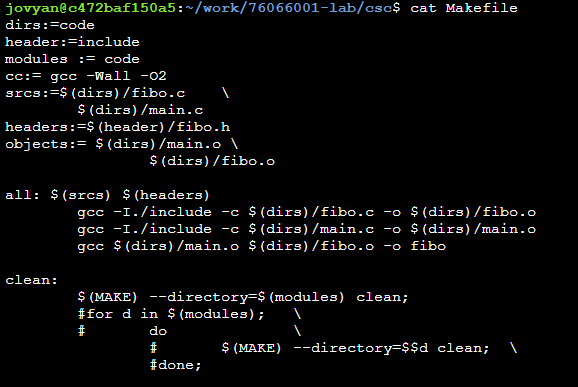 jovyan@c472baf150a5:~/work/76066001-lab/csc$ cat Makefile
dirs:=code
header:=include
modules := code
cc:= gcc -Wall -O2
srcs:=$(dirs)/fibo.c    \
        $(dirs)/main.c
headers:=$(header)/fibo.h
objects:= $(dirs)/main.o \
                $(dirs)/fibo.o

all: $(srcs) $(headers)
        gcc -I./include -c $(dirs)/fibo.c -o $(dirs)/fibo.o
        gcc -I./include -c $(dirs)/main.c -o $(dirs)/main.o
        gcc $(dirs)/main.o $(dirs)/fibo.o -o fibo

clean:
        $(MAKE) --directory=$(modules) clean;
        #for d in $(modules);   \
        #       do              \
                #       $(MAKE) --directory=$$d clean;  \
                #done;